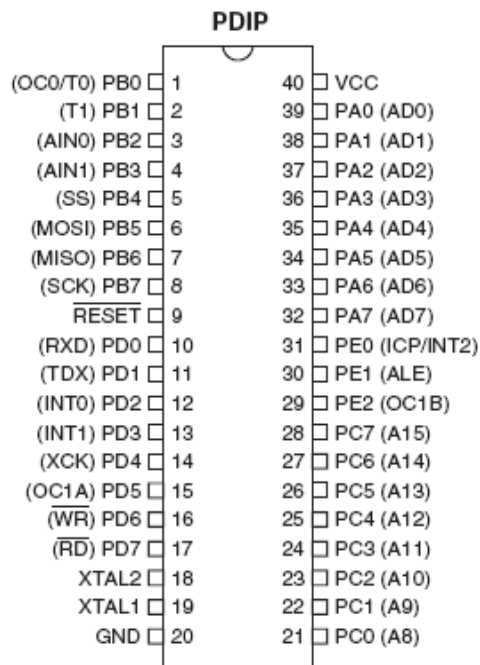 PDIP
(OC0/T0) PB0 1 40 VCC
(T1) PB1 2 39 PA0 (AD0)
(AIN0) PB2 3 38 PA1 (AD1)
(AIN1) PB3 4 37 PA2 (AD2)
(SS) PB4 5 36 PA3 (AD3)
(MOSI) PB5 6 35 PA4 (AD4)
(MISO) PB6 7 34 PA5 (AD5)
(SCK) PB7 8 33 PA6 (AD6)
RESET 9 32 PA7 (AD7)
(RXD) PD0 10 31 PE0 (ICP/INT2)
(TDX) PD1 11 30 PE1 (ALE)
(INT0) PD2 12 29 PE2 (OC1B)
(INT1) PD3 13 28 PC7 (A15)
(XCK) PD4 14 27 PC6 (A14)
(OC1A) PD5 15 26 PC5 (A13)
(WR) PD6 16 25 PC4 (A12)
(RD) PD7 17 24 PC3 (A11)
XTAL2 18 23 PC2 (A10)
XTAL1 19 22 PC1 (A9)
GND 20 21 PC0 (A8)